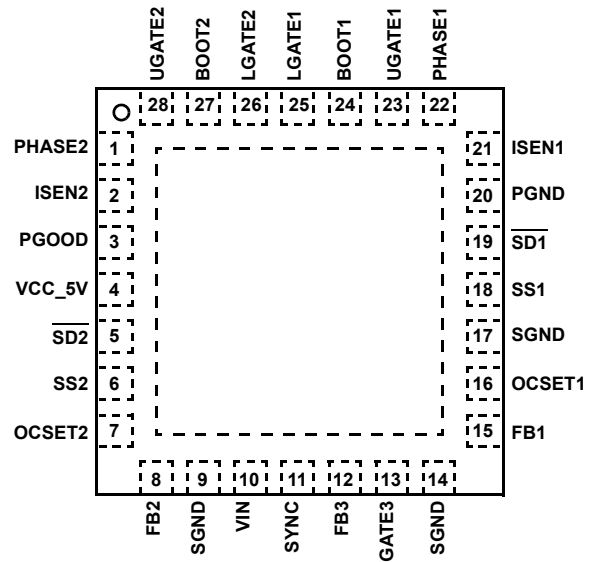 UGATE2
BOOT2
LGATE2
LGATE1
BOOT1
UGATE1
PHASE1
28
27
26
25
24
23
22
PHASE2
1
ISEN2
2
PGOOD
3
VCC_5V
4
SD2
5
SS2
6
OCSET2
7
21
ISEN1
20
PGND
19
SD1
18
SS1
17
SGND
16
OCSET1
15
FB1
8
9
10
11
12
13
14
FB2
SGND
VIN
SYNC
FB3
GATE3
SGND